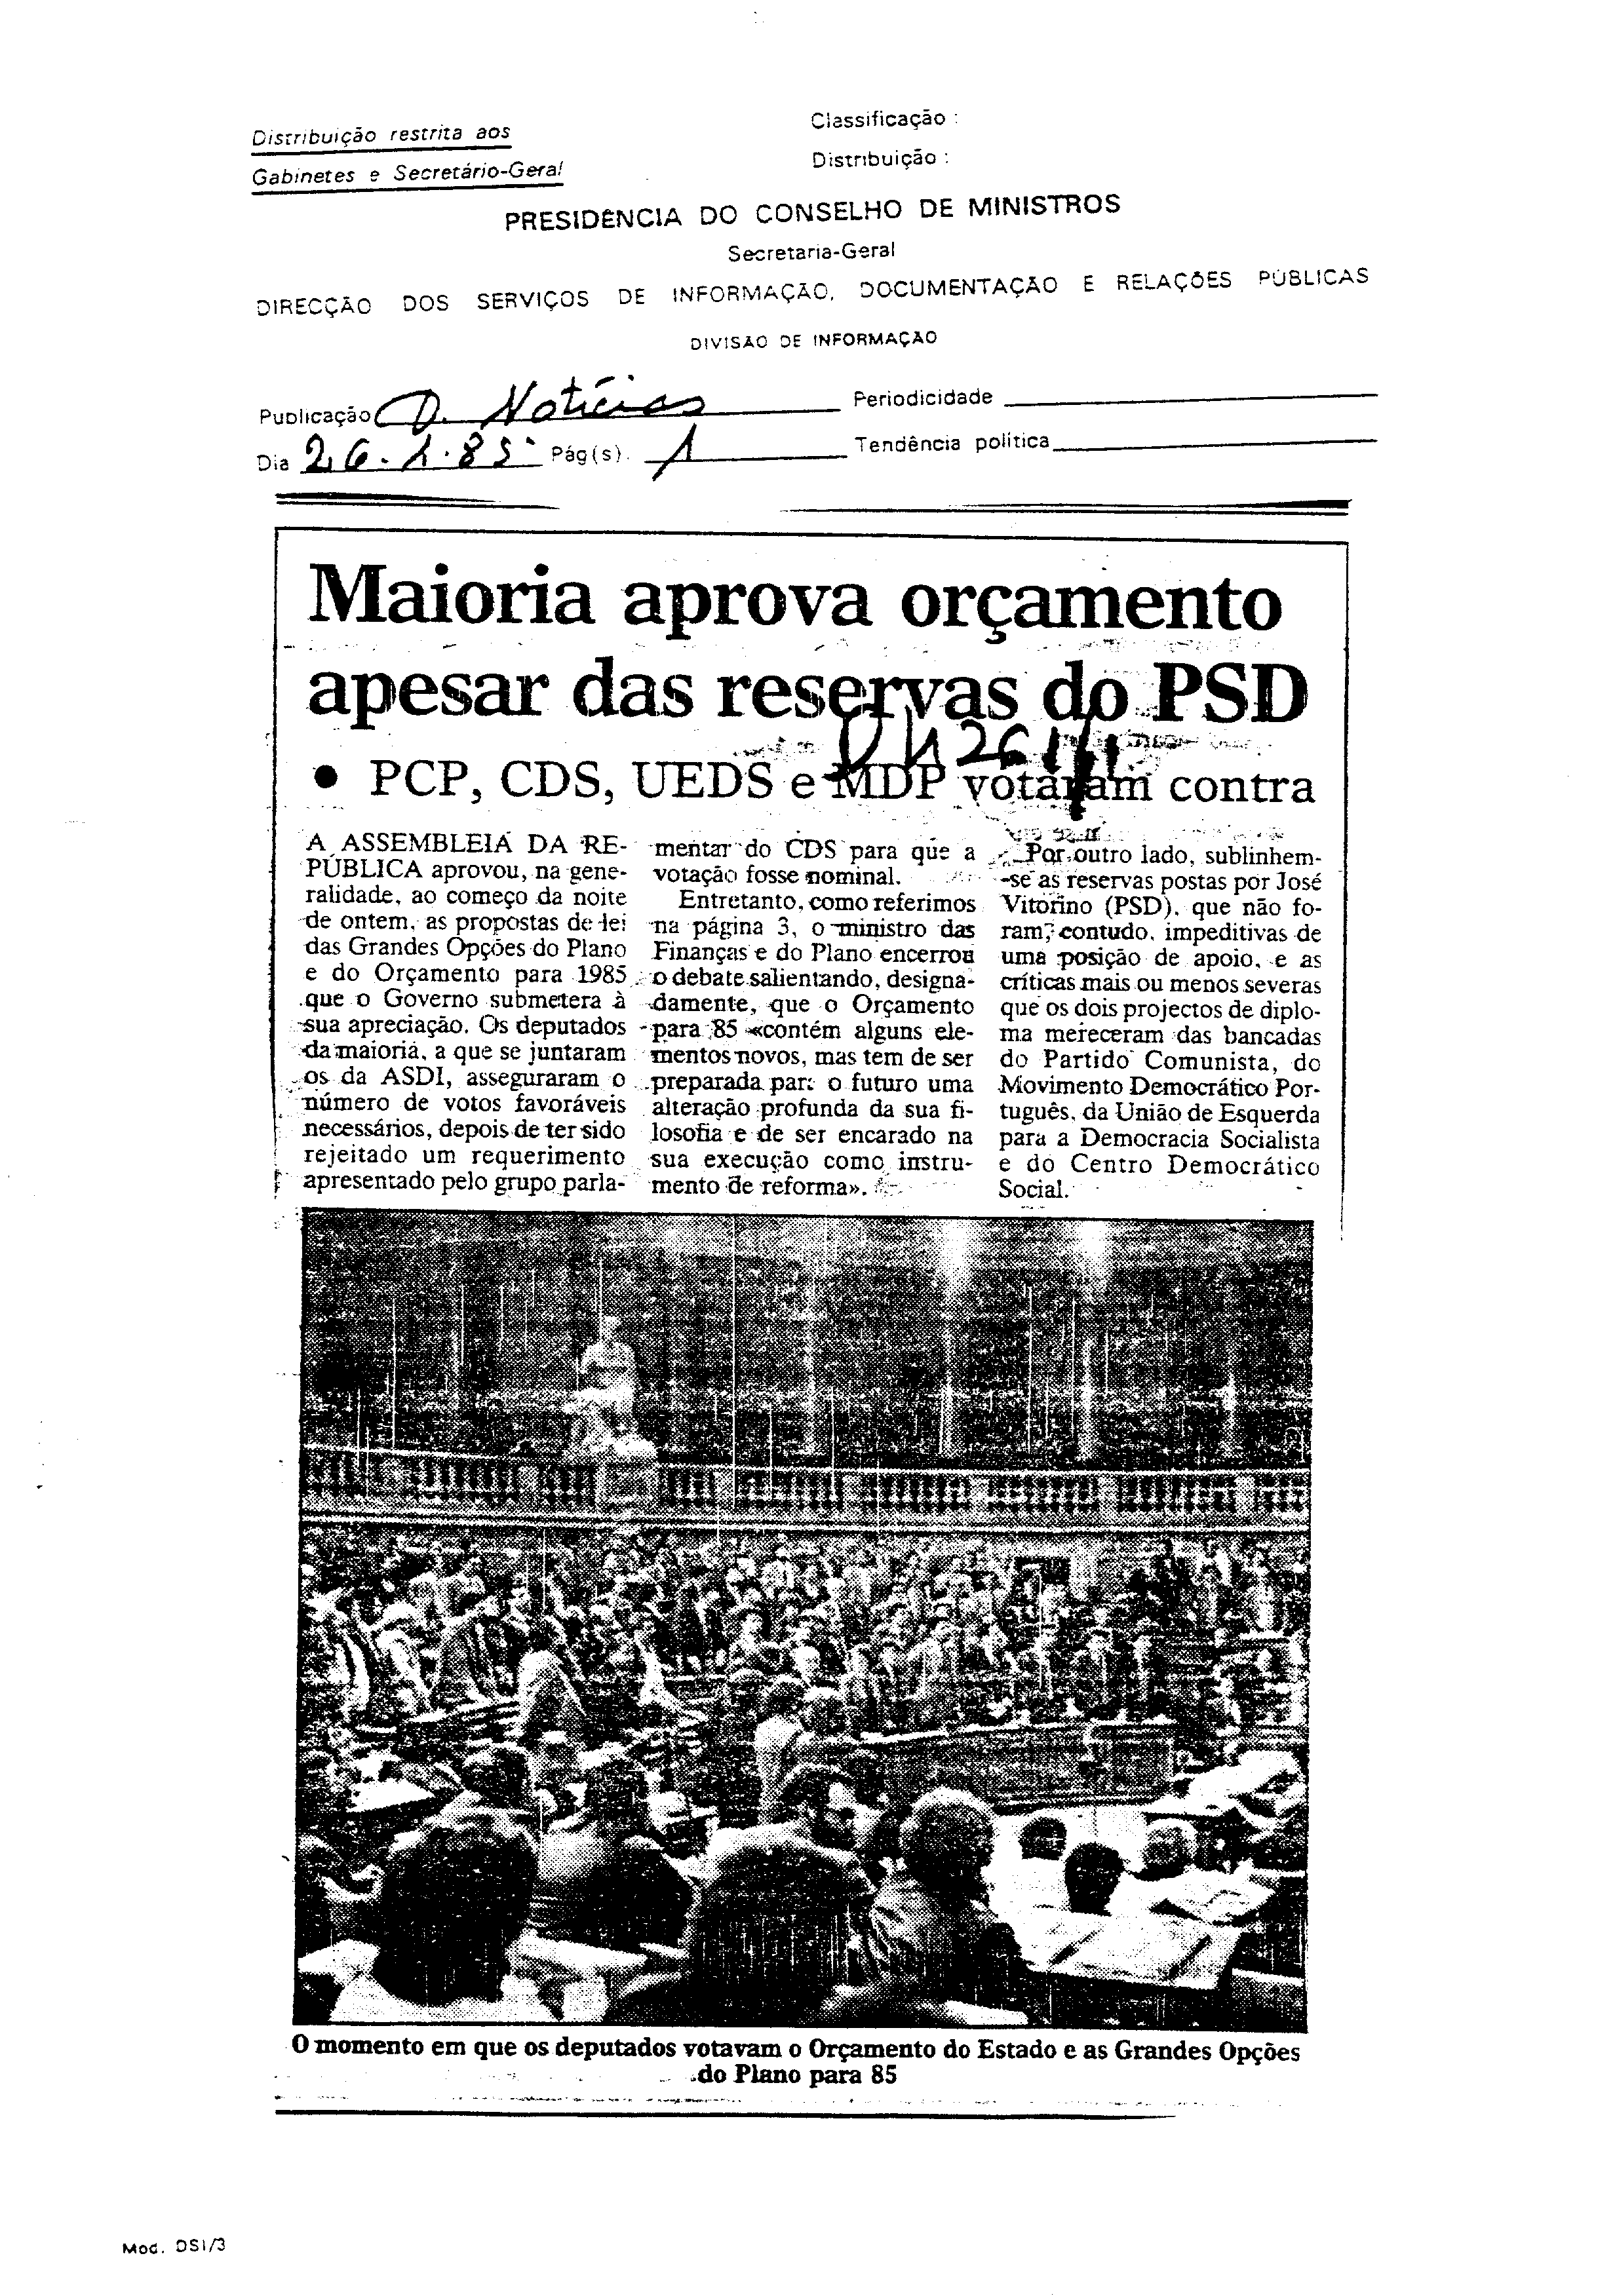 Distribuição restrita aos
Gabinetes e Secretário-Geral
Classificação :
Distribuição :
PRESIDÊNCIA DO CONSELHO DE MINISTROS
Secretaria-Geral
DIRECÇÃO DOS SERVIÇOS DE INFORMAÇÃO, DOCUMENTAÇÃO E RELAÇÕES PÚBLICAS
DIVISÃO DE INFORMAÇÃO
Publicação D. Notícias Periodicidade
Dia 26.1.85 Pág(s). 1 Tendência política
Maioria aprova orçamento
apesar das reservas do PSD
DN 26/1
• PCP, CDS, UEDS e MDP votaram contra
A ASSEMBLEIA DA RE-
PÚBLICA aprovou, na gene-
ralidade, ao começo da noite
de ontem, as propostas de lei
das Grandes Opções do Plano
e do Orçamento para 1985
que o Governo submetera à
sua apreciação. Os deputados
da maioria, a que se juntaram
os da ASDI, asseguraram o
número de votos favoráveis
necessários, depois de ter sido
rejeitado um requerimento
apresentado pelo grupo parla-
mentar do CDS para que a
votação fosse nominal.
Entretanto, como referimos
na página 3, o ministro das
Finanças e do Plano encerrou
o debate salientando, designa-
damente, que o Orçamento
para 85 «contém alguns ele-
mentos novos, mas tem de ser
preparada para o futuro uma
alteração profunda da sua fi-
losofia e de ser encarado na
sua execução como instru-
mento de reforma».
Por outro lado, sublinhem-
-se as reservas postas por José
Vitorino (PSD), que não fo-
ram, contudo, impeditivas de
uma posição de apoio, e as
críticas mais ou menos severas
que os dois projectos de diplo-
ma mereceram das bancadas
do Partido Comunista, do
Movimento Democrático Por-
tuguês, da União de Esquerda
para a Democracia Socialista
e do Centro Democrático
Social.
O momento em que os deputados votavam o Orçamento do Estado e as Grandes Opções
do Plano para 85
Mod. DSI/3